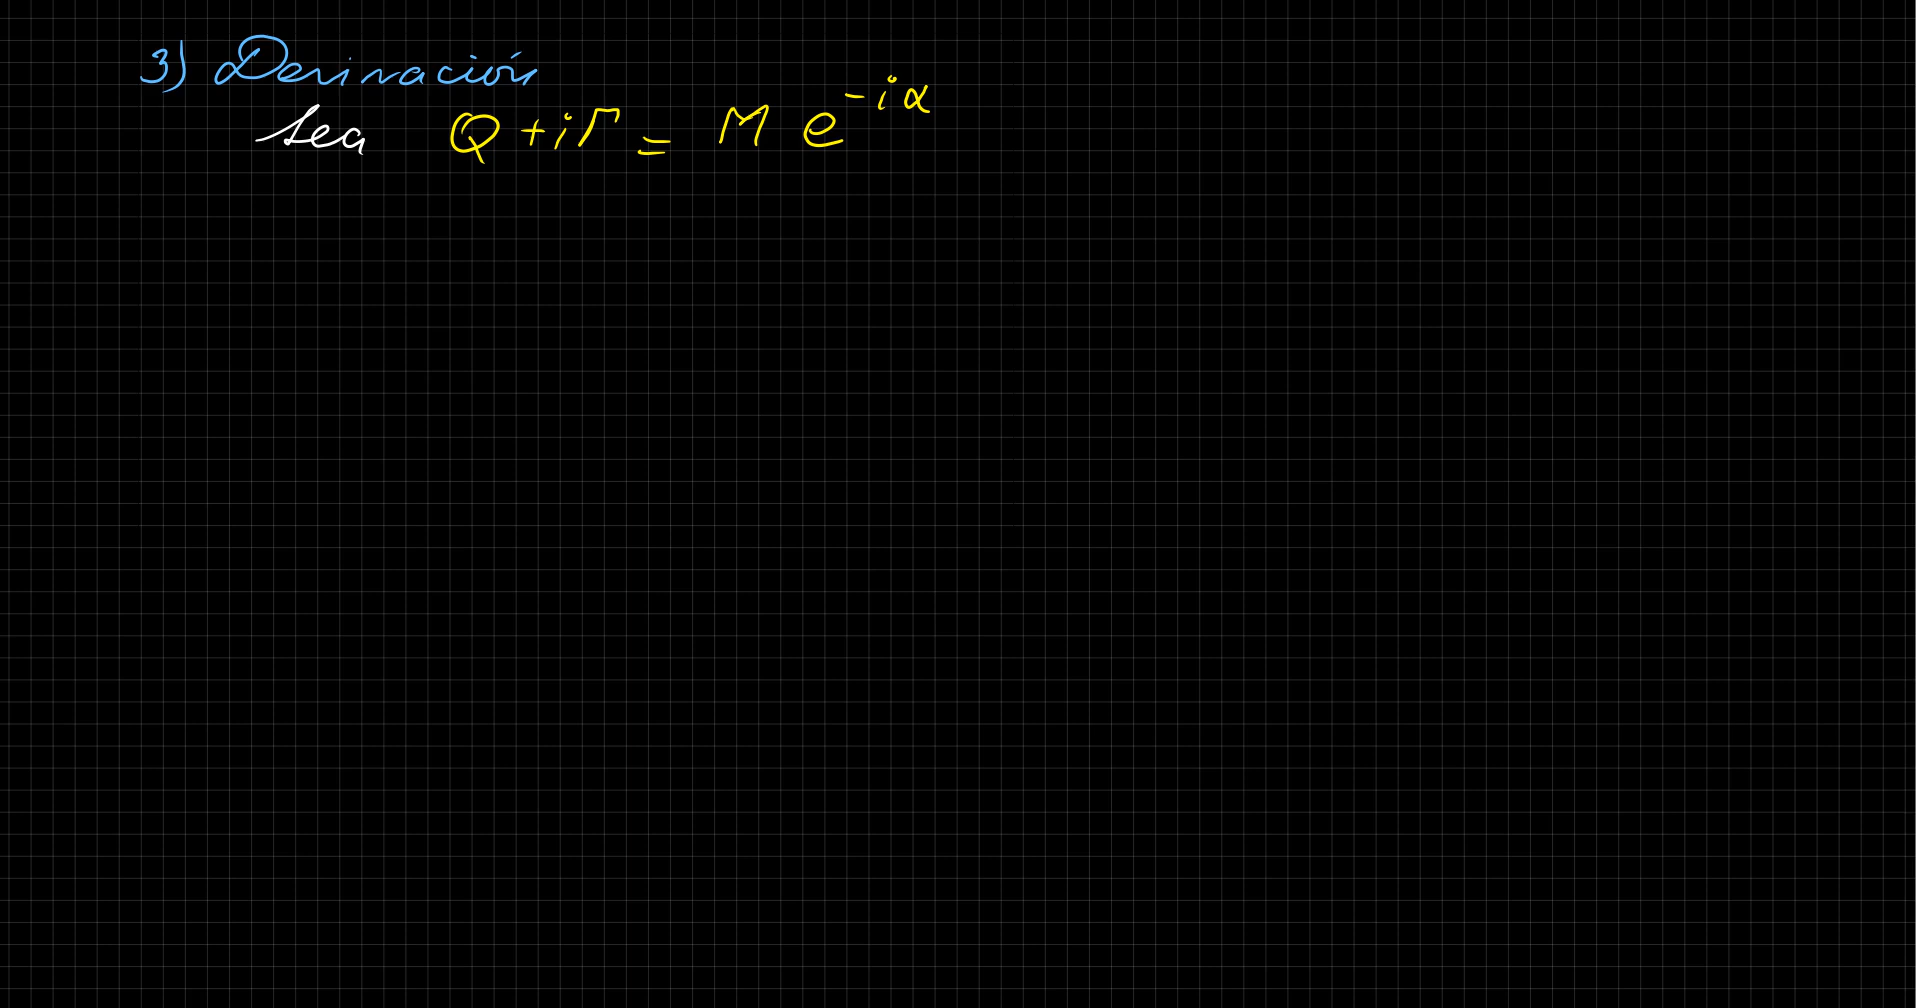 3) Derivación
Sea Q + iΓ = M e^{-iα}